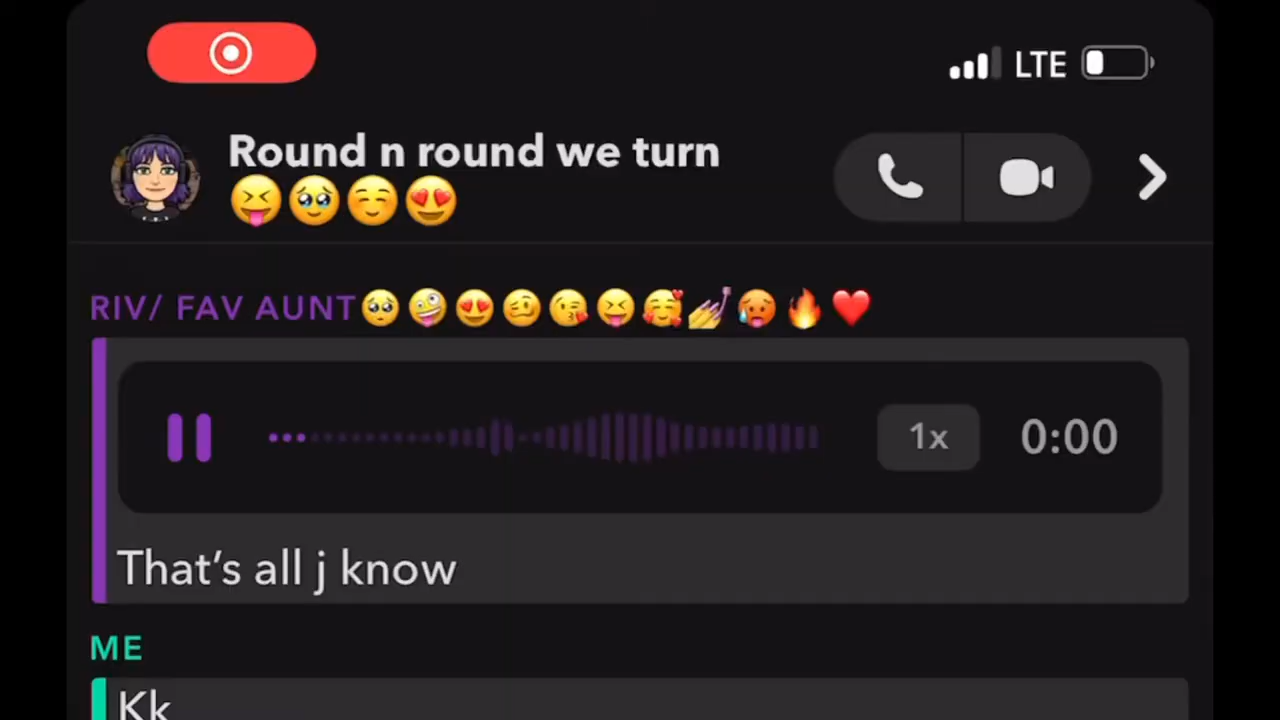 LTE
Round n round we turn
😝🥹☺️😍
RIV/ FAV AUNT🥺🤪😍🥴😘😝🥰💅🥵🔥❤️
1x 0:00
That’s all j know
ME
Kk